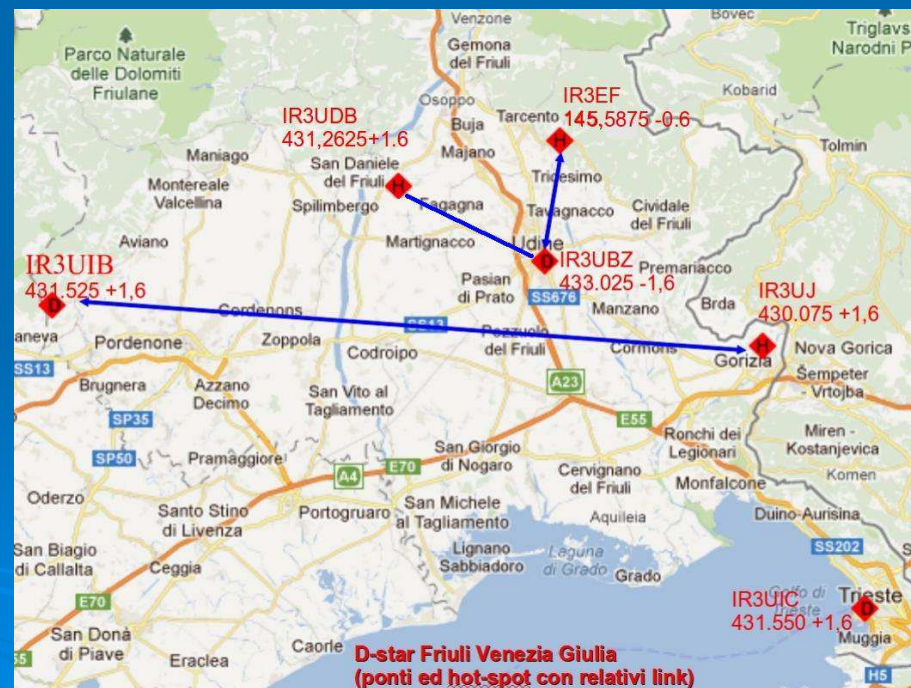 Venzone
Bovec
Triglavs
Narodni P
Parco Naturale
delle Dolomiti
Friulane
Gemona
del Friuli
Kobarid
Osoppo
IR3UDB
431,2625+1.6
IR3EF
145,5875 -0.6
Tarcento
Buja
Majano
Tolmin
Maniago
San Daniele
del Friuli
H
H
Tricesimo
Montereale
Valcellina
Spilimbergo
Fagagna
Tavagnacco
Cividale
del Friuli
Aviano
Martignacco
Udine
IR3UBZ
433.025 -1,6
D
Premariacco
IR3UIB
431.525 +1,6
D
Pasian
di Prato
SS676
Manzano
Brda
IR3UJ
430.075 +1,6
H
aneva
Cordenons
SS13
Pordenone
Zoppola
Codroipo
Pozzuolo
del Friuli
Cormons
Gorizia
Nova Gorica
SS13
Brugnera
Azzano
Decimo
San Vito al
Tagliamento
A23
Šempeter
- Vrtojba
SP35
E55
Ronchi dei
Legionari
Miren -
Kostanjevica
SP50
Pramaggiore
A4
E70
San Giorgio
di Nogaro
Cervignano
del Friuli
Monfalcone
Komen
Oderzo
Santo Stino
di Livenza
Portogruaro
San Michele
al Tagliamento
Aquileia
Duino-Aurisina
SS202
San Biagio
di Callalta
Ceggia
Lignano
Sabbiadoro
Laguna
di Grado
Grado
S
E70
IR3UIC
431.550 +1,6
Golfo di
Trieste
Trieste
D
Muggia
San Donà
di Piave
Eraclea
Caorle
55
H5
D-star Friuli Venezia Giulia
(ponti ed hot-spot con relativi link)